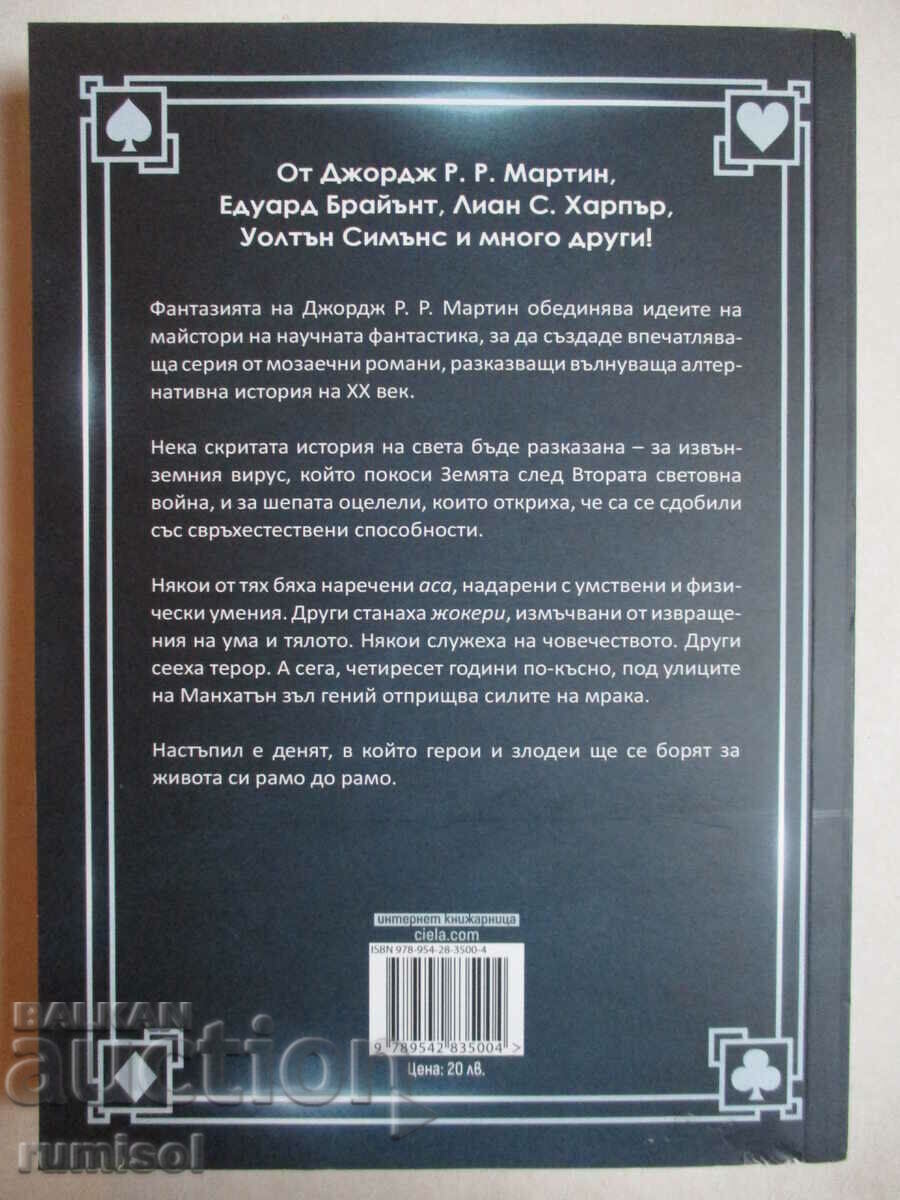 От Джордж Р. Р. Мартин,
Едуард Брайънт, Лиан С. Харпър,
Уолтън Симънс и много други!
Фантазията на Джордж Р. Р. Мартин обединява идеите на
майстори на научната фантастика, за да създаде впечатлява-
ща серия от мозаечни романи, разказващи вълнуваща алтер-
нативна история на XX век.
Нека скритата история на света бъде разказана – за извън-
земния вирус, който покоси Земята след Втората световна
война, и за шепата оцелели, които откриха, че са се сдобили
със свръхестествени способности.
Някои от тях бяха наречени аса, надарени с умствени и физи-
чески умения. Други станаха жокери, измъчвани от извраще-
ния на ума и тялото. Някои служеха на човечеството. Други
сееха терор. А сега, четиресет години по-късно, под улиците
на Манхатън зъл гений отприщва силите на мрака.
Настъпил е денят, в който герои и злодеи ще се борят за
живота си рамо до рамо.
интернет книжарница
ciela.com
ISBN 978-954-28-3500-4
9 789542 835004 >
Цена: 20 лв.
BALKAN
auction
rumisol